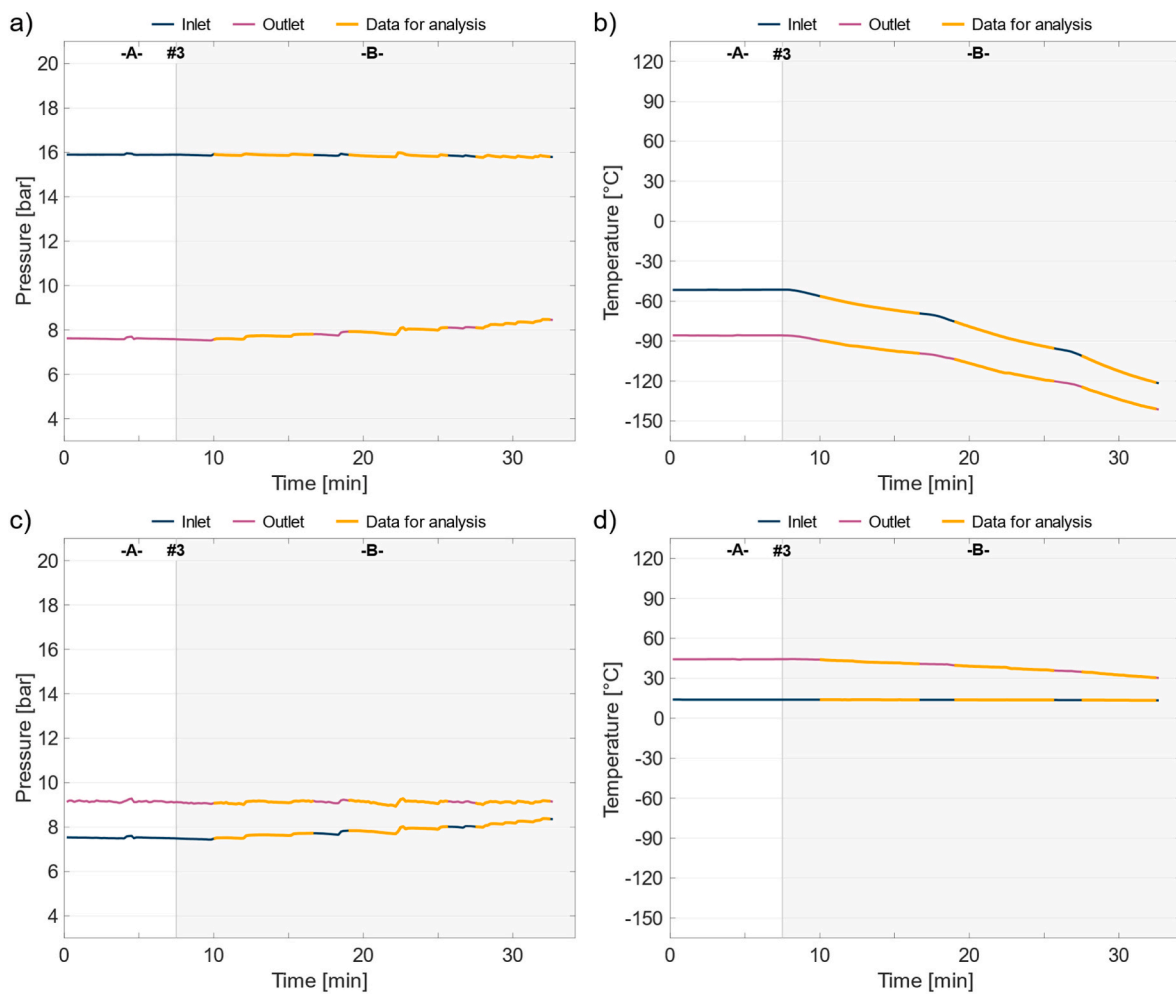 a) Inlet Outlet Data for analysis
-A- #3 -B-
20
18
16
14
12
10
8
6
4
Pressure [bar]
0 10 20 30
Time [min]
b) Inlet Outlet Data for analysis
-A- #3 -B-
120
90
60
30
0
-30
-60
-90
-120
-150
Temperature [°C]
0 10 20 30
Time [min]
c) Inlet Outlet Data for analysis
-A- #3 -B-
20
18
16
14
12
10
8
6
4
Pressure [bar]
0 10 20 30
Time [min]
d) Inlet Outlet Data for analysis
-A- #3 -B-
120
90
60
30
0
-30
-60
-90
-120
-150
Temperature [°C]
0 10 20 30
Time [min]